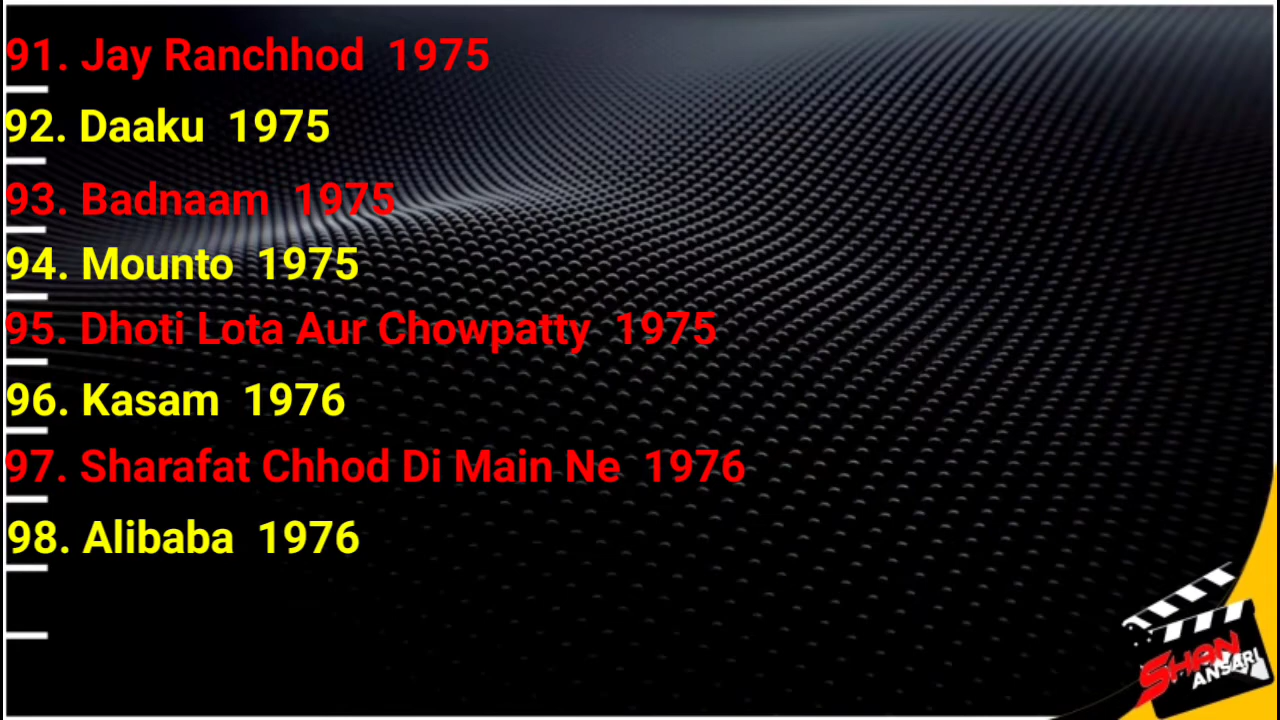 91. Jay Ranchhod 1975
92. Daaku 1975
93. Badnaam 1975
94. Mounto 1975
95. Dhoti Lota Aur Chowpatty 1975
96. Kasam 1976
97. Sharafat Chhod Di Main Ne 1976
98. Alibaba 1976
SHAN
ANSARI